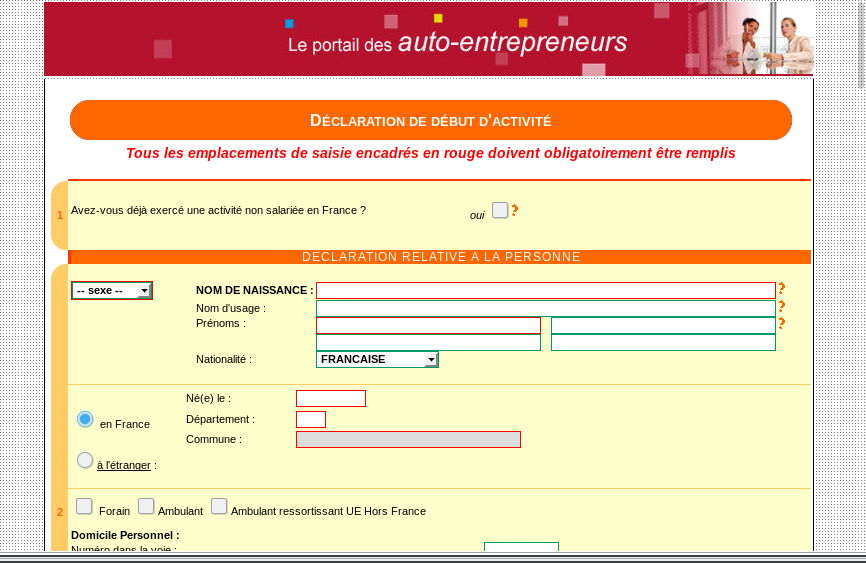 Le portail des auto-entrepreneurs
DÉCLARATION DE DÉBUT D'ACTIVITÉ
Tous les emplacements de saisie encadrés en rouge doivent obligatoirement être remplis
1 Avez-vous déjà exercé une activité non salariée en France ? oui ?
DECLARATION RELATIVE A LA PERSONNE
-- sexe -- NOM DE NAISSANCE : ?
Nom d'usage : ?
Prénoms : ?
Nationalité : FRANCAISE
Né(e) le :
en France Département :
Commune :
à l'étranger :
2 Forain Ambulant Ambulant ressortissant UE Hors France
Domicile Personnel :
Numéro dans la voie :